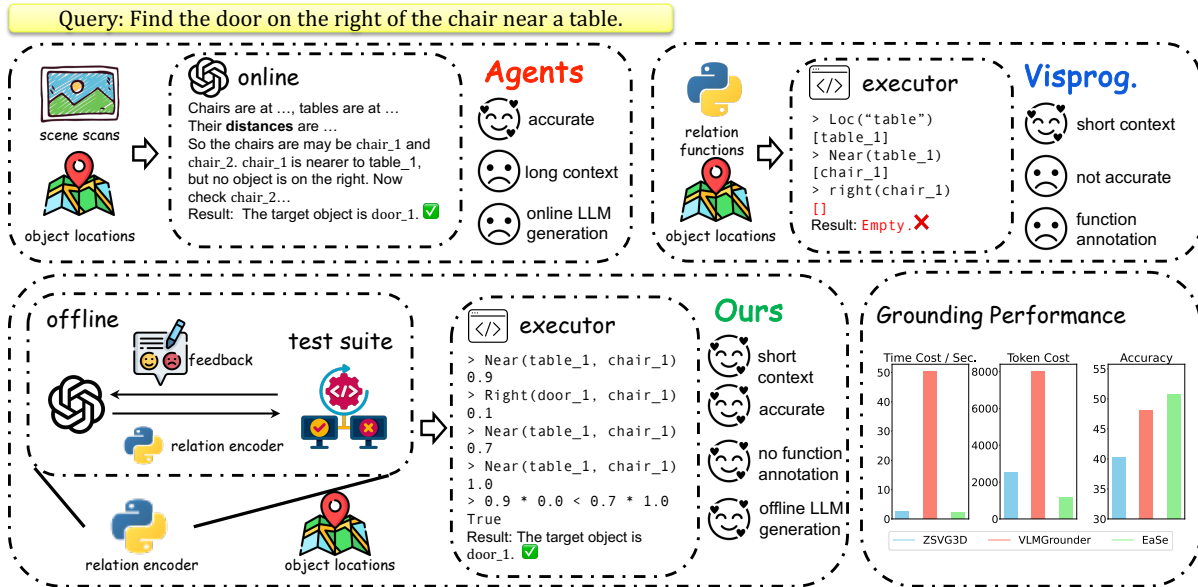 Query: Find the door on the right of the chair near a table.
scene scans
object locations
online
Chairs are at …, tables are at …
Their distances are …
So the chairs are may be chair_1 and
chair_2. chair_1 is nearer to table_1,
but no object is on the right. Now
check chair_2…
Result: The target object is door_1.
Agents
accurate
long context
online LLM
generation
relation
functions
object locations
executor
> Loc("table")
[table_1]
> Near(table_1)
[chair_1]
> right(chair_1)
[]
Result: Empty.
Visprog.
short context
not accurate
function
annotation
offline
feedback
test suite
relation encoder
relation encoder
object locations
executor
> Near(table_1, chair_1)
0.9
> Right(door_1, chair_1)
0.1
> Near(table_1, chair_1)
0.7
> Near(table_1, chair_1)
1.0
> 0.9 * 0.0 < 0.7 * 1.0
True
Result: The target object is
door_1.
Ours
short
context
accurate
no function
annotation
offline LLM
generation
Grounding Performance
Time Cost / Sec.
50
40
30
20
10
0
Token Cost
8000
6000
4000
2000
0
Accuracy
55
50
45
40
35
30
ZSVG3D
VLMGrounder
EaSe